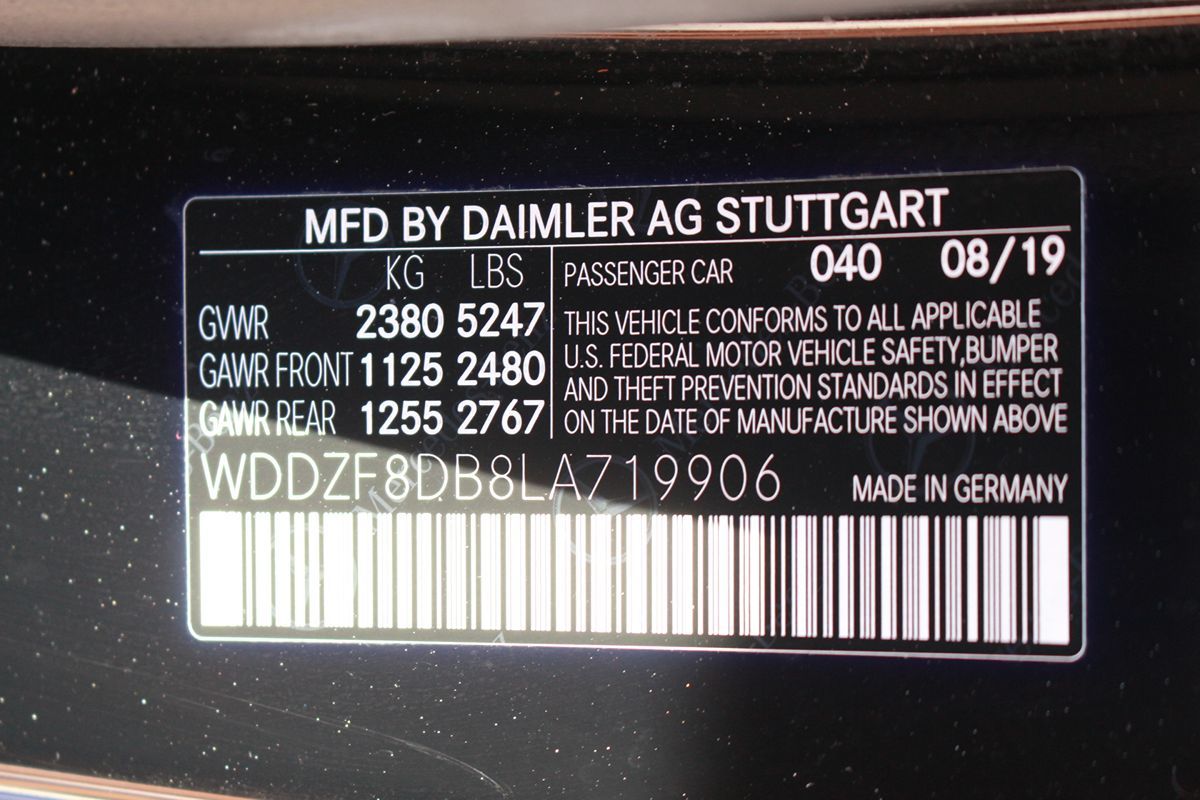 MFD BY DAIMLER AG STUTTGART
KG LBS
GVWR 2380 5247
GAWR FRONT 1125 2480
GAWR REAR 1255 2767
PASSENGER CAR 040 08/19
THIS VEHICLE CONFORMS TO ALL APPLICABLE
U.S. FEDERAL MOTOR VEHICLE SAFETY,BUMPER
AND THEFT PREVENTION STANDARDS IN EFFECT
ON THE DATE OF MANUFACTURE SHOWN ABOVE
WDDZF8DB8LA719906 MADE IN GERMANY